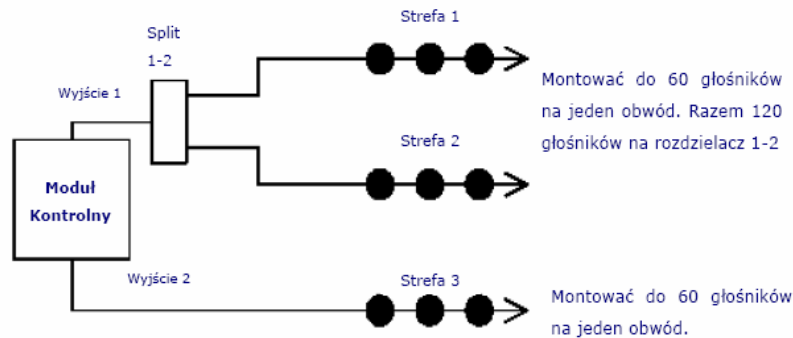 Strefa 1
Split
1-2
Wyjście 1
Montować do 60 głośników
na jeden obwód. Razem 120
głośników na rozdzielacz 1-2
Strefa 2
Moduł
Kontrolny
Wyjście 2
Strefa 3
Montować do 60 głośników
na jeden obwód.